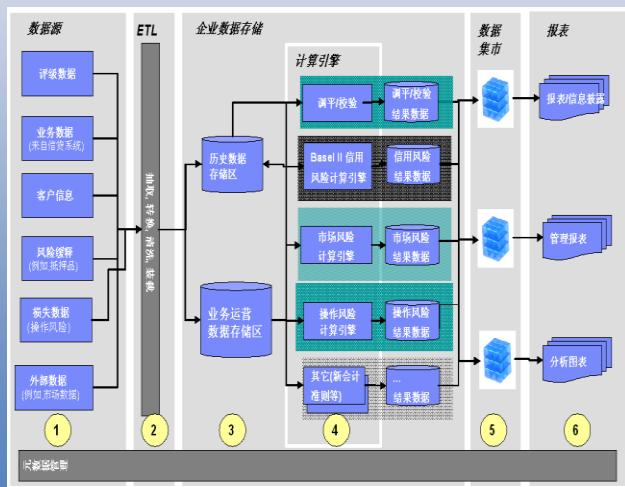 数据源
ETL
企业数据存储
数据
集市
报表
计算引擎
评级数据
业务数据
(来自信贷系统)
客户信息
风险缓释
(例如,抵押品)
损失数据
(操作风险)
外部数据
(例如,市场数据)
抽取, 转换, 清洗, 装载
历史数据
存储区
业务运营
数据存储区
调平/校验
调平/校验
结果数据
Basel II 信用
风险计算引擎
信用风险
结果数据
市场风险
计算引擎
市场风险
结果数据
操作风险
计算引擎
操作风险
结果数据
其它(新会计
准则等)
...
结果数据
报表/信息披露
管理报表
分析图表
1
2
3
4
5
6
元数据管理